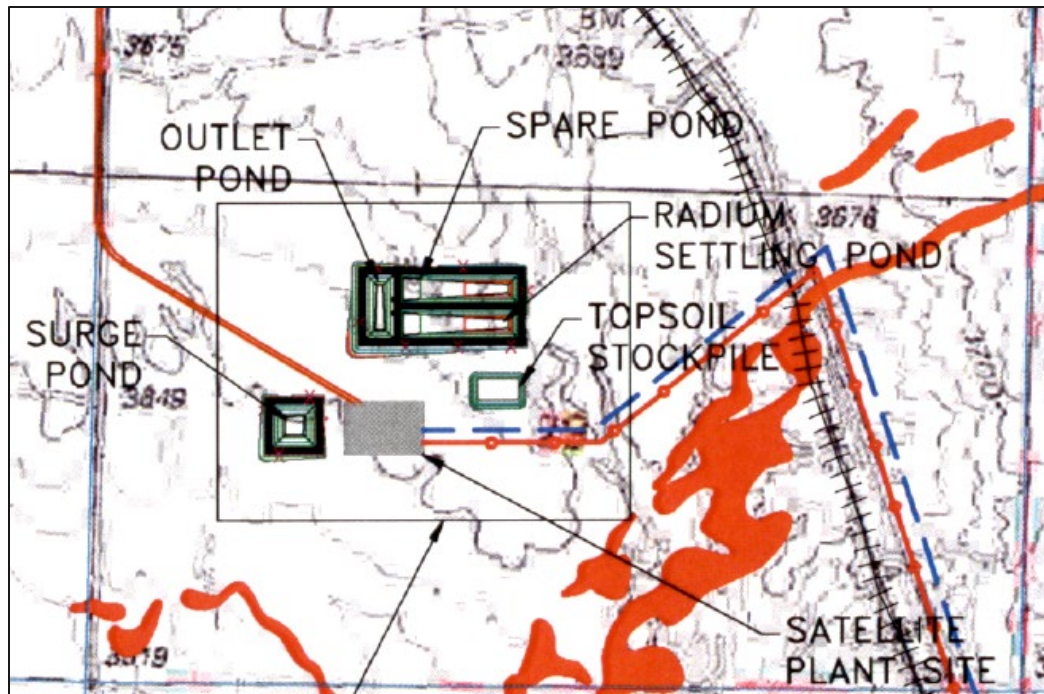 BM
3675
3699
OUTLET
POND
SPARE POND
RADIUM
SETTLING POND
3676
TOPSOIL
STOCKPILE
SURGE
POND
3649
3700
SATELLITE
PLANT SITE